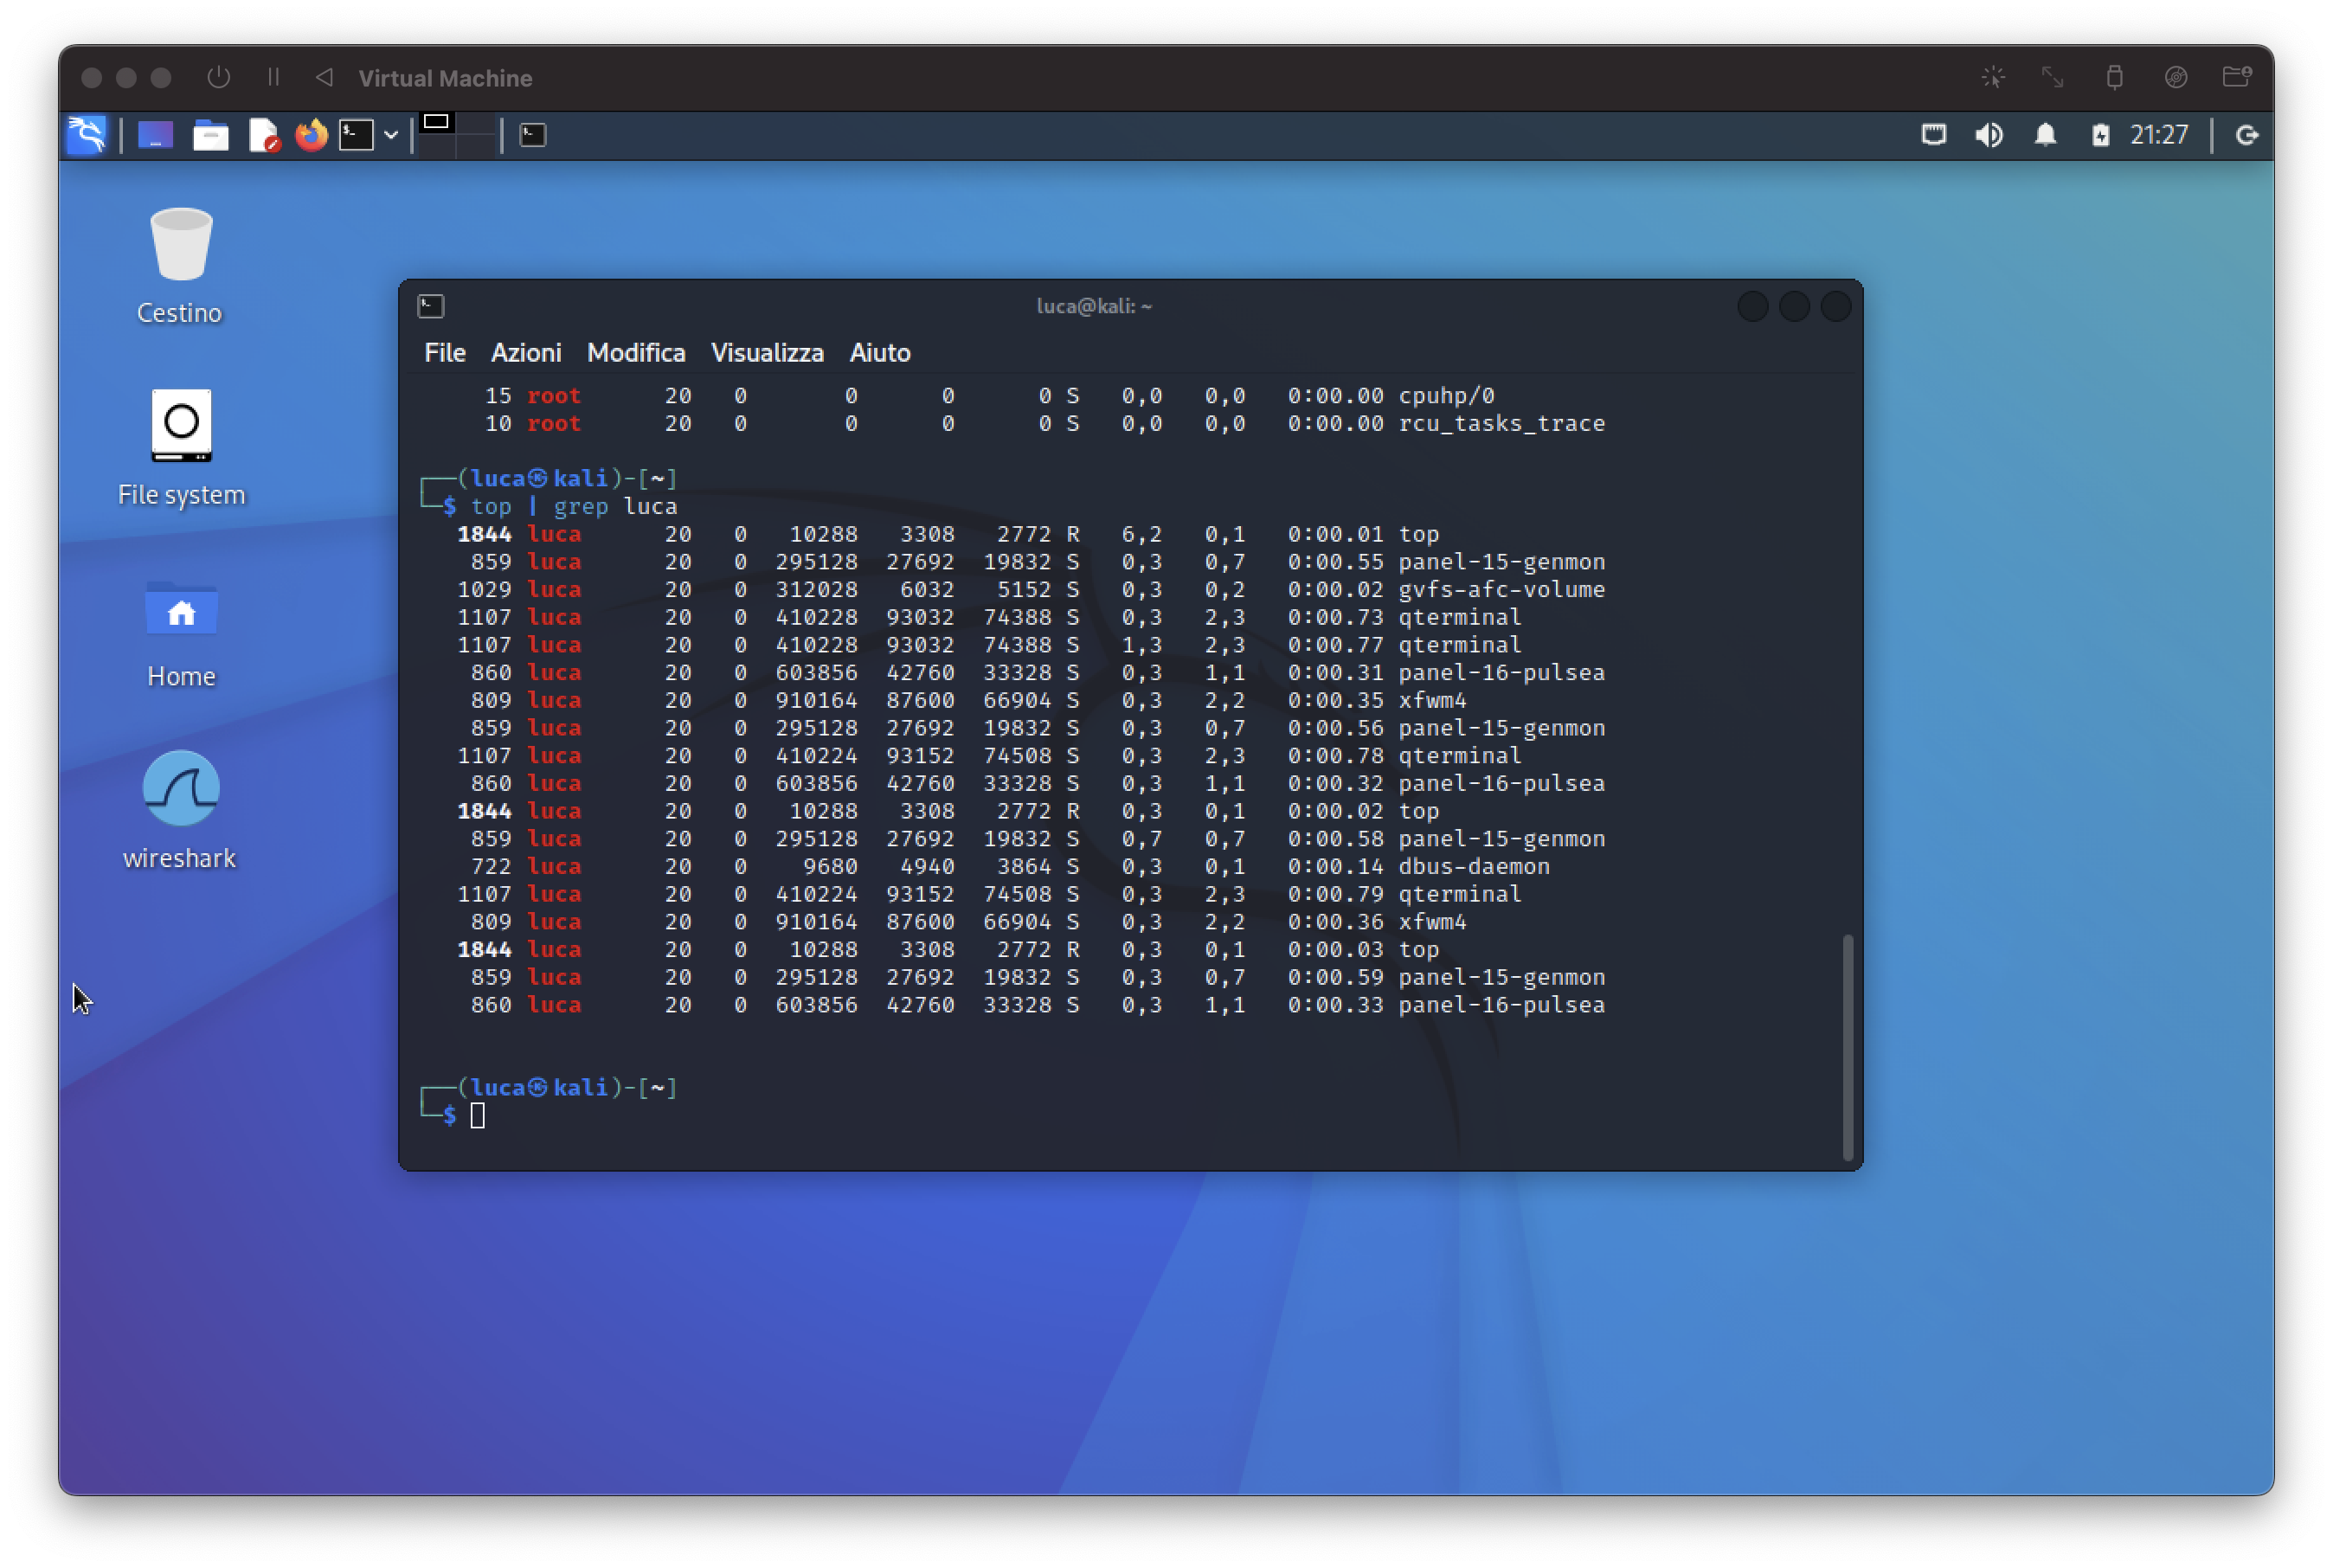 Virtual Machine
21:27
Cestino
File system
Home
wireshark
luca@kali: ~
File Azioni Modifica Visualizza Aiuto
15 root 20 0 0 0 0 S 0,0 0,0 0:00.00 cpuhp/0
10 root 20 0 0 0 0 S 0,0 0,0 0:00.00 rcu_tasks_trace
┌──(luca㉿kali)-[~]
└─$ top | grep luca
1844 luca 20 0 10288 3308 2772 R 6,2 0,1 0:00.01 top
859 luca 20 0 295128 27692 19832 S 0,3 0,7 0:00.55 panel-15-genmon
1029 luca 20 0 312028 6032 5152 S 0,3 0,2 0:00.02 gvfs-afc-volume
1107 luca 20 0 410228 93032 74388 S 0,3 2,3 0:00.73 qterminal
1107 luca 20 0 410228 93032 74388 S 1,3 2,3 0:00.77 qterminal
860 luca 20 0 603856 42760 33328 S 0,3 1,1 0:00.31 panel-16-pulsea
809 luca 20 0 910164 87600 66904 S 0,3 2,2 0:00.35 xfwm4
859 luca 20 0 295128 27692 19832 S 0,3 0,7 0:00.56 panel-15-genmon
1107 luca 20 0 410224 93152 74508 S 0,3 2,3 0:00.78 qterminal
860 luca 20 0 603856 42760 33328 S 0,3 1,1 0:00.32 panel-16-pulsea
1844 luca 20 0 10288 3308 2772 R 0,3 0,1 0:00.02 top
859 luca 20 0 295128 27692 19832 S 0,7 0,7 0:00.58 panel-15-genmon
722 luca 20 0 9680 4940 3864 S 0,3 0,1 0:00.14 dbus-daemon
1107 luca 20 0 410224 93152 74508 S 0,3 2,3 0:00.79 qterminal
809 luca 20 0 910164 87600 66904 S 0,3 2,2 0:00.36 xfwm4
1844 luca 20 0 10288 3308 2772 R 0,3 0,1 0:00.03 top
859 luca 20 0 295128 27692 19832 S 0,3 0,7 0:00.59 panel-15-genmon
860 luca 20 0 603856 42760 33328 S 0,3 1,1 0:00.33 panel-16-pulsea
┌──(luca㉿kali)-[~]
└─$